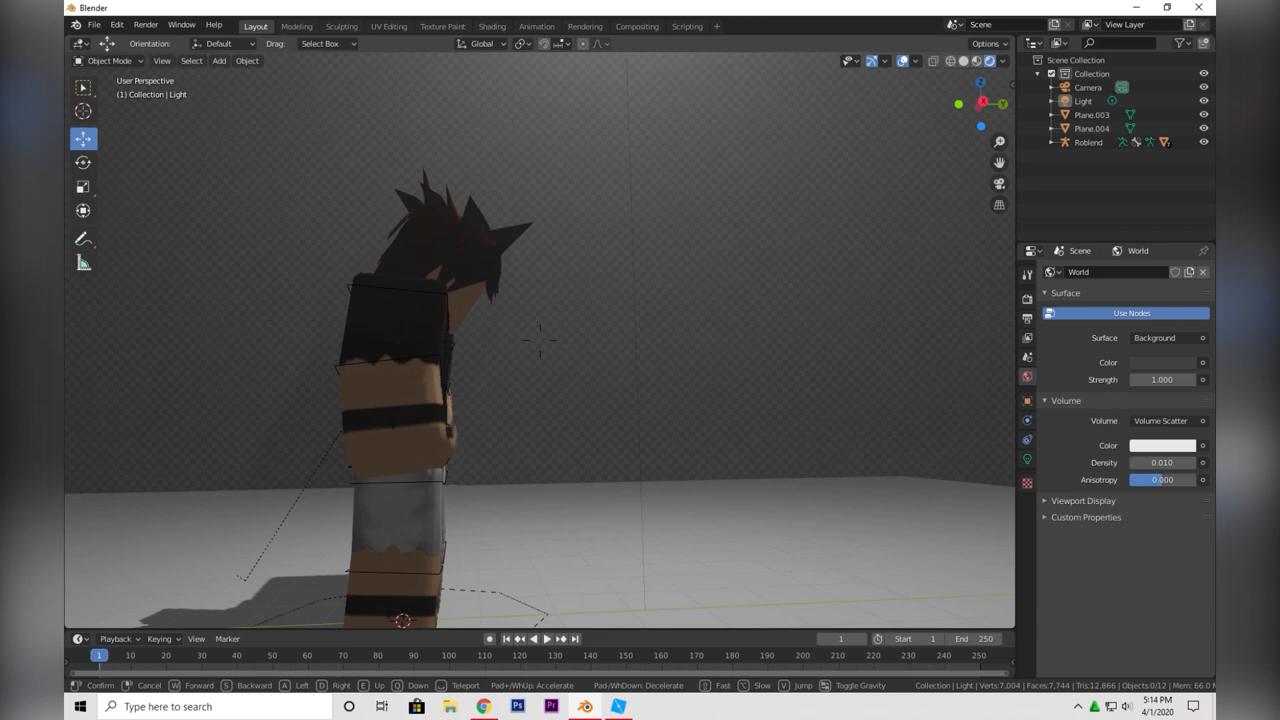 Blender
File Edit Render Window Help Layout Modeling Sculpting UV Editing Texture Paint Shading Animation Rendering Compositing Scripting + Scene View Layer
Orientation: Default Drag: Select Box Global Options
Object Mode View Select Add Object
User Perspective
(1) Collection | Light
Scene Collection
Collection
Camera
Light
Plane.003
Plane.004
Roblend
Scene World
World
Surface
Use Nodes
Surface Background
Color
Strength 1.000
Volume
Volume Volume Scatter
Color
Density 0.010
Anisotropy 0.000
Viewport Display
Custom Properties
Z
Y
Playback Keying View Marker 1 Start 1 End 250
1 10 20 30 40 50 60 70 80 90 100 110 120 130 140 150 160 170 180 190 200 210 220 230 240 250
Confirm Cancel W Forward S Backward A Left D Right E Up Q Down Teleport Pad+/WhUp: Accelerate Pad-/WhDown: Decelerate Fast Slow V Jump Toggle Gravity Collection | Light | Verts:7,004 | Faces:7,744 | Tris:12,866 | Objects:0/12 | Mem: 66.0 M
Type here to search Ps Pr 5:14 PM
4/1/2020